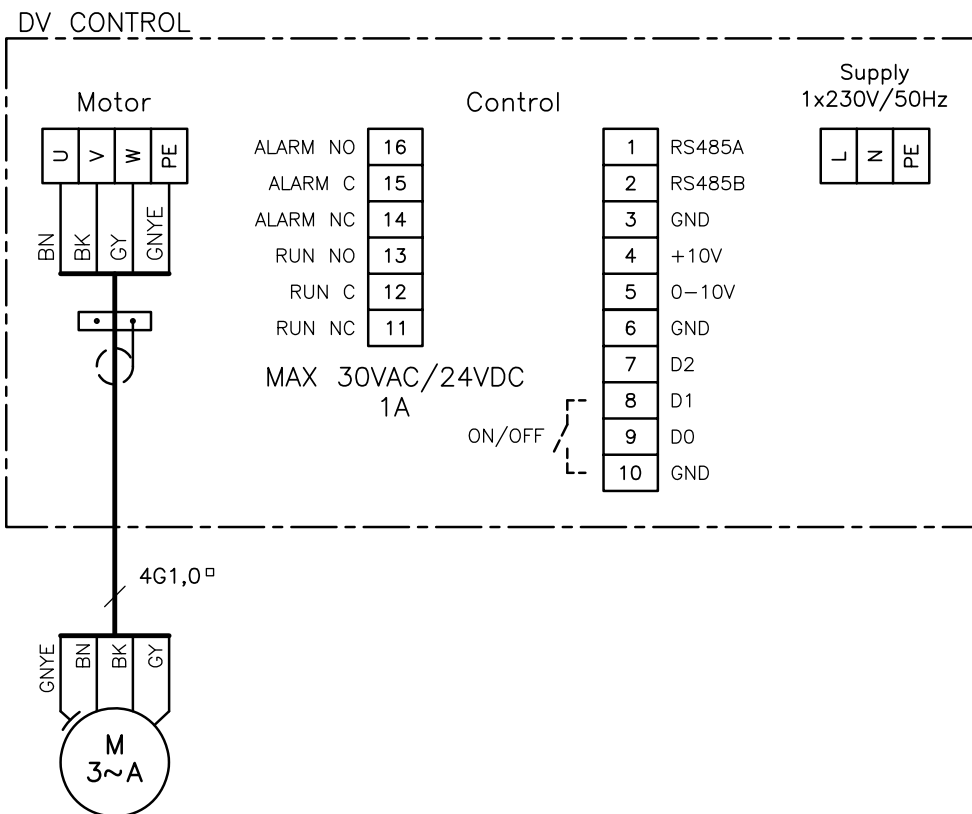 DV CONTROL
Motor
U V W PE
BN BK GY GNYE
Control
ALARM NO 16
ALARM C 15
ALARM NC 14
RUN NO 13
RUN C 12
RUN NC 11
MAX 30VAC/24VDC
1A
1 RS485A
2 RS485B
3 GND
4 +10V
5 0-10V
6 GND
7 D2
8 D1
9 D0
10 GND
ON/OFF
Supply
1x230V/50Hz
L N PE
4G1,0□
GNYE BN BK GY
M
3~A